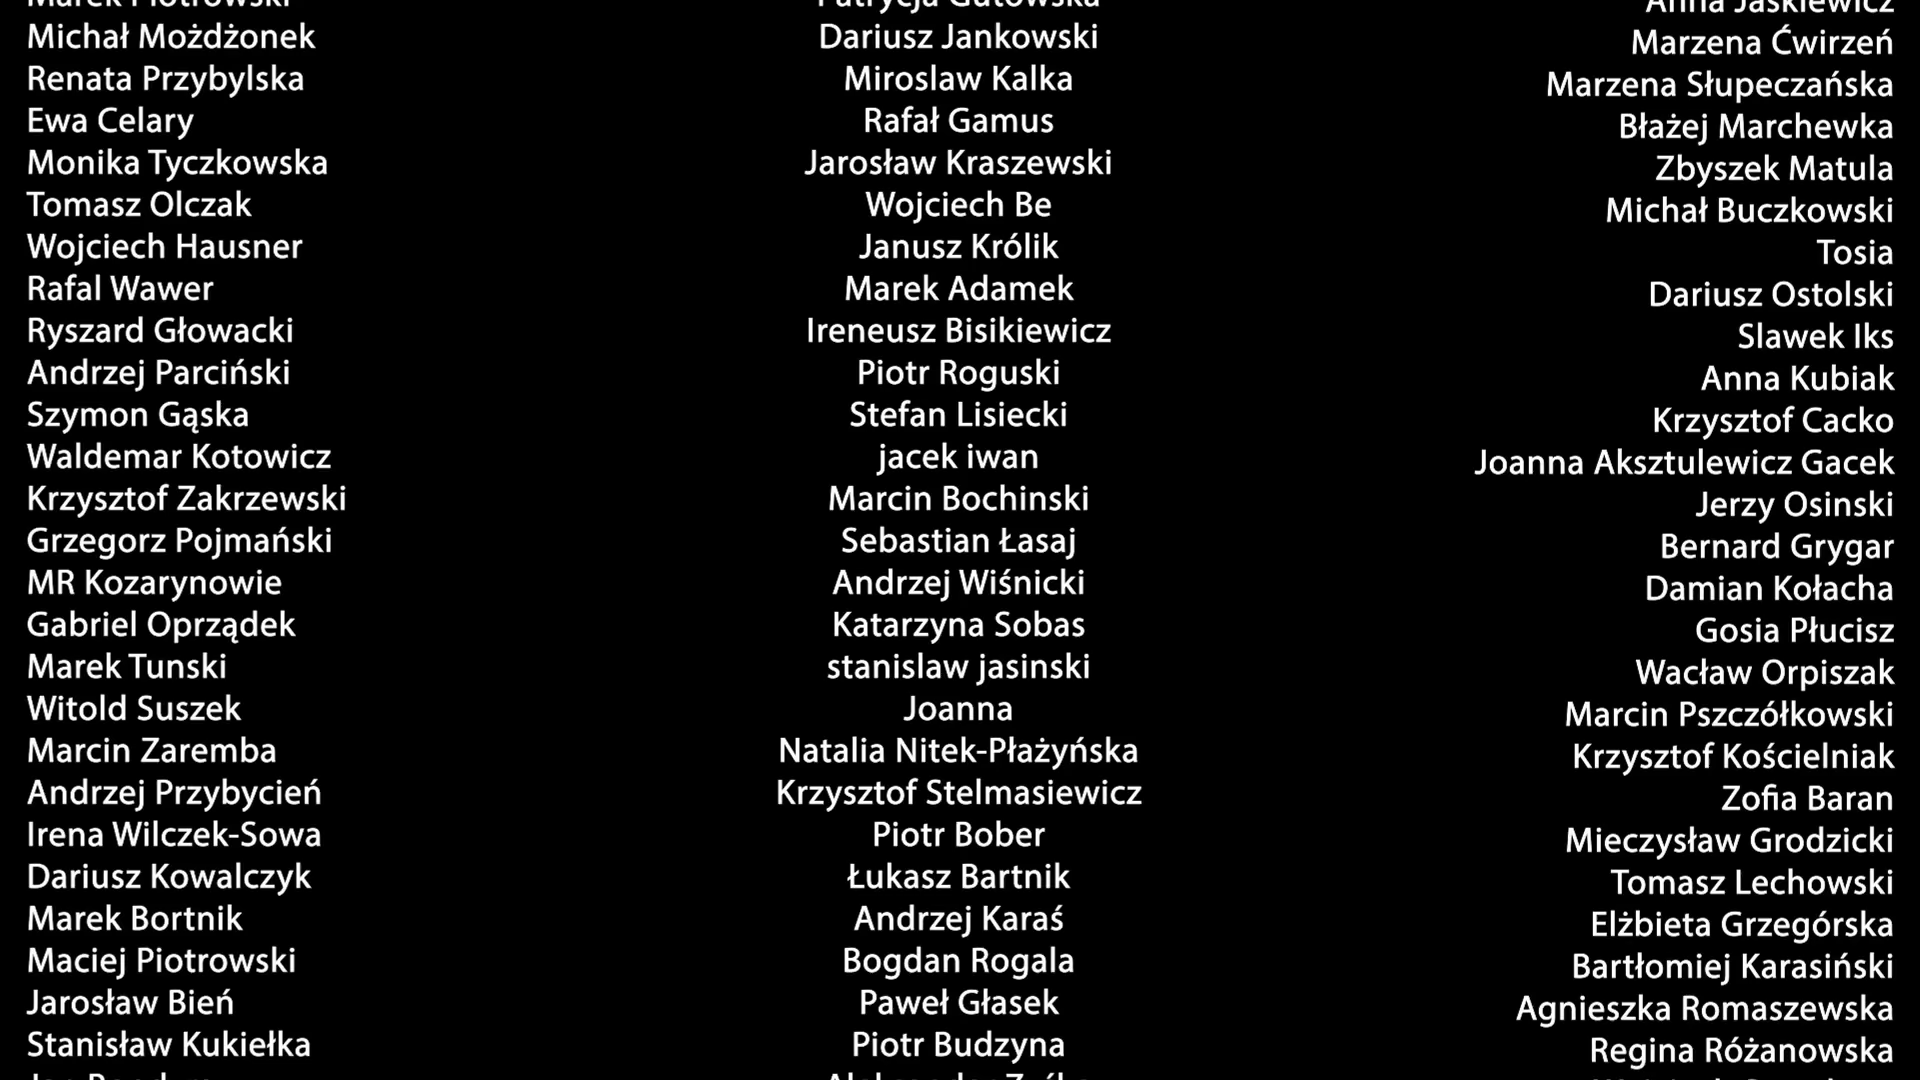 Michał Możdżonek
Renata Przybylska
Ewa Celary
Monika Tyczkowska
Tomasz Olczak
Wojciech Hausner
Rafal Wawer
Ryszard Głowacki
Andrzej Parciński
Szymon Gąska
Waldemar Kotowicz
Krzysztof Zakrzewski
Grzegorz Pojmański
MR Kozarynowie
Gabriel Oprządek
Marek Tunski
Witold Suszek
Marcin Zaremba
Andrzej Przybycień
Irena Wilczek-Sowa
Dariusz Kowalczyk
Marek Bortnik
Maciej Piotrowski
Jarosław Bień
Stanisław Kukiełka
Dariusz Jankowski
Miroslaw Kalka
Rafał Gamus
Jarosław Kraszewski
Wojciech Be
Janusz Królik
Marek Adamek
Ireneusz Bisikiewicz
Piotr Roguski
Stefan Lisiecki
jacek iwan
Marcin Bochinski
Sebastian Łasaj
Andrzej Wiśnicki
Katarzyna Sobas
stanislaw jasinski
Joanna
Natalia Nitek-Płażyńska
Krzysztof Stelmasiewicz
Piotr Bober
Łukasz Bartnik
Andrzej Karaś
Bogdan Rogala
Paweł Głasek
Piotr Budzyna
Anna Jaskiewicz
Marzena Ćwirzeń
Marzena Słupeczańska
Błażej Marchewka
Zbyszek Matula
Michał Buczkowski
Tosia
Dariusz Ostolski
Slawek Iks
Anna Kubiak
Krzysztof Cacko
Joanna Aksztulewicz Gacek
Jerzy Osinski
Bernard Grygar
Damian Kołacha
Gosia Płucisz
Wacław Orpiszak
Marcin Pszczółkowski
Krzysztof Kościelniak
Zofia Baran
Mieczysław Grodzicki
Tomasz Lechowski
Elżbieta Grzegórska
Bartłomiej Karasiński
Agnieszka Romaszewska
Regina Różanowska